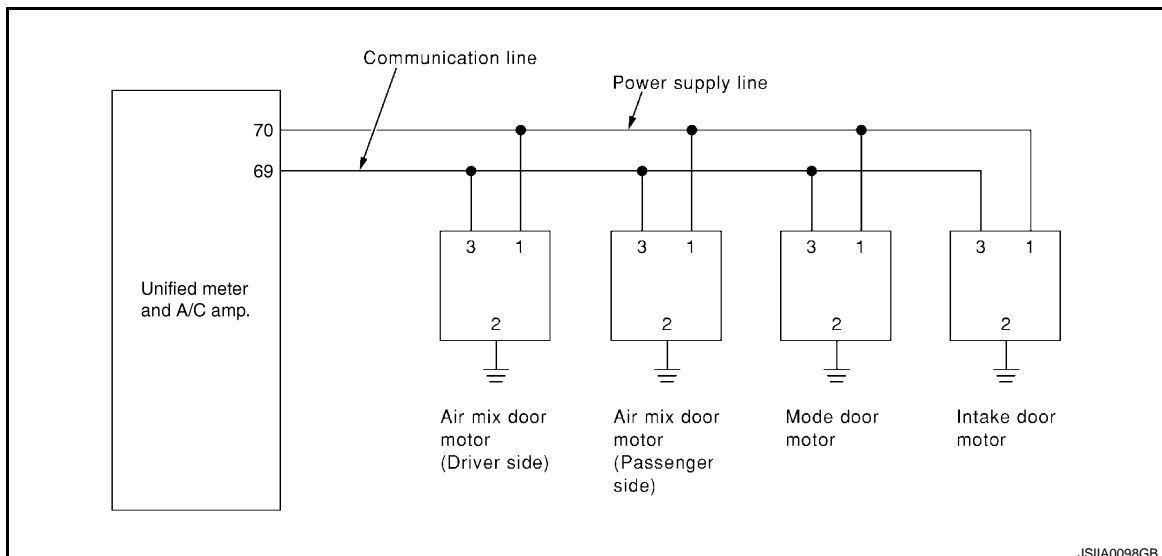 Communication line
Power supply line
70
69
3 1
3 1
3 1
3 1
Unified meter
and A/C amp.
2
2
2
2
Air mix door
motor
(Driver side)
Air mix door
motor
(Passenger
side)
Mode door
motor
Intake door
motor
JSIIA0098GB